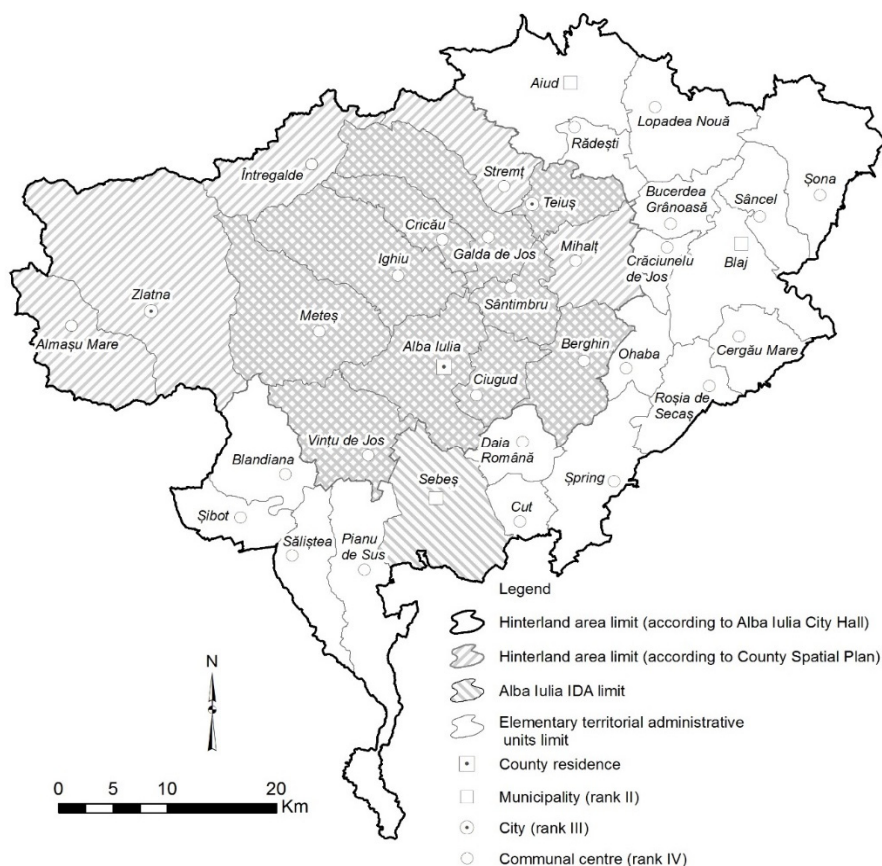 Aiud
Lopadea Nouă
Rădești
Întregalde
Stremț
Șona
Bucerdea
Grânoasă
Sâncel
Teiuș
Cricău
Galda de Jos
Mihalț
Crăciunelu
de Jos
Blaj
Ighiu
Zlatna
Sântimbru
Meteș
Almașu Mare
Alba Iulia
Berghin
Ohaba
Cergău Mare
Ciugud
Roșia de
Secaș
Vințu de Jos
Daia
Română
Blandiana
Sebeș
Șpring
Șibot
Cut
Săliștea
Pianu
de Sus
Legend
Hinterland area limit (according to Alba Iulia City Hall)
Hinterland area limit (according to County Spatial Plan)
Alba Iulia IDA limit
Elementary territorial administrative
units limit
County residence
Municipality (rank II)
City (rank III)
Communal centre (rank IV)
N
0 5 10 20
Km